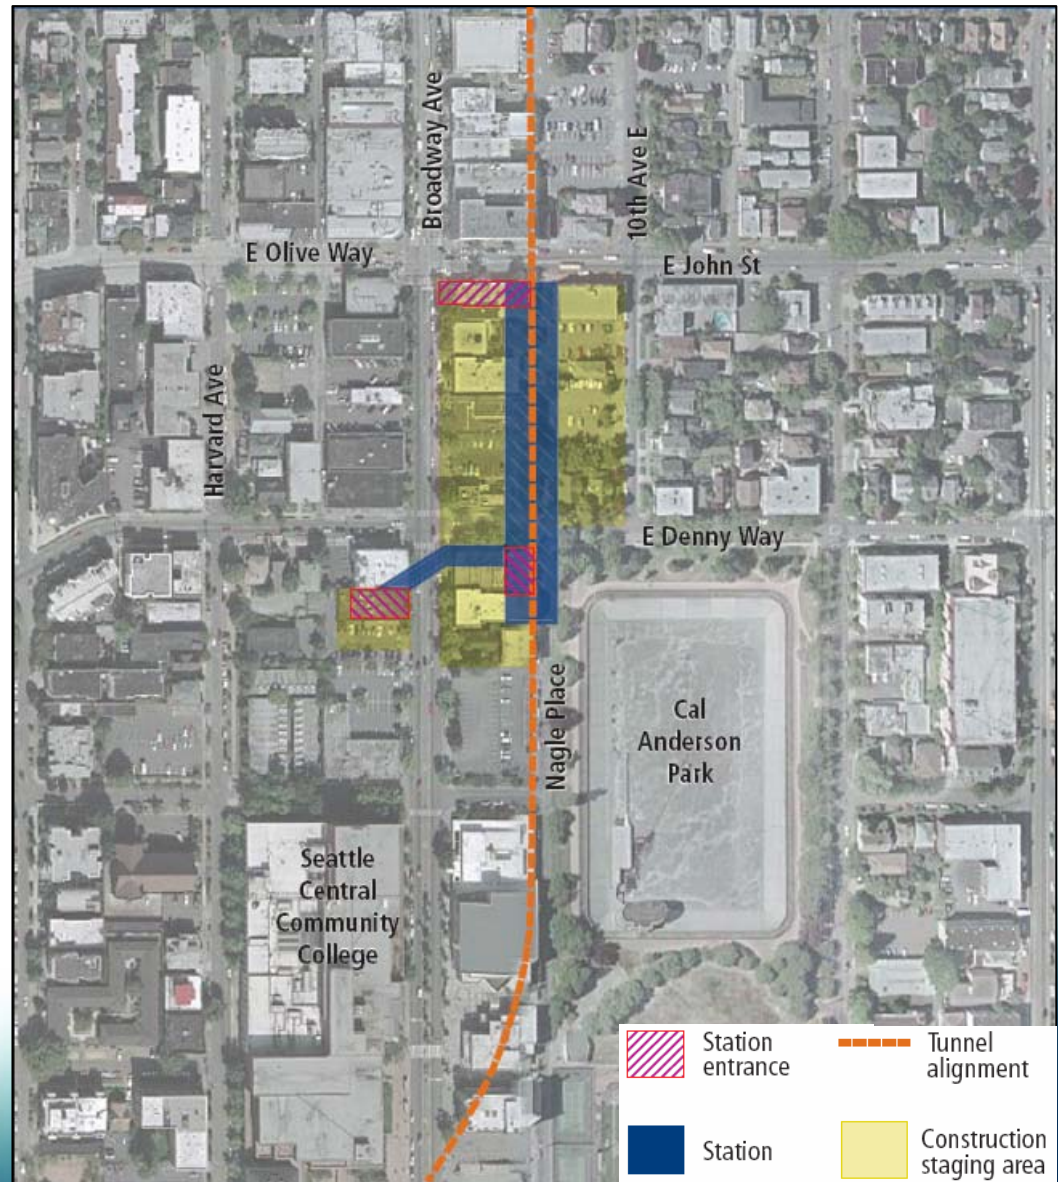 Broadway Ave
10th Ave E
E Olive Way
E John St
Harvard Ave
E Denny Way
Nagle Place
Cal
Anderson
Park
Seattle
Central
Community
College
Station
entrance
Tunnel
alignment
Station
Construction
staging area